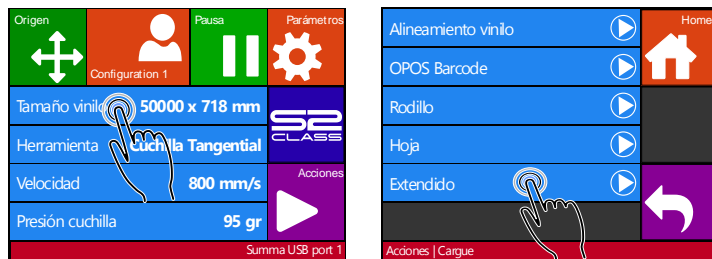 Origen
Pausa
Parámetros
Configuration 1
Tamaño vinilo 50000 x 718 mm
S2
CLASS
Herramienta Cuchilla Tangential
Acciones
Velocidad 800 mm/s
Presión cuchilla 95 gr
Summa USB port 1
Alineamiento vinilo
Home
OPOS Barcode
Rodillo
Hoja
Extendido
Acciones | Cargue